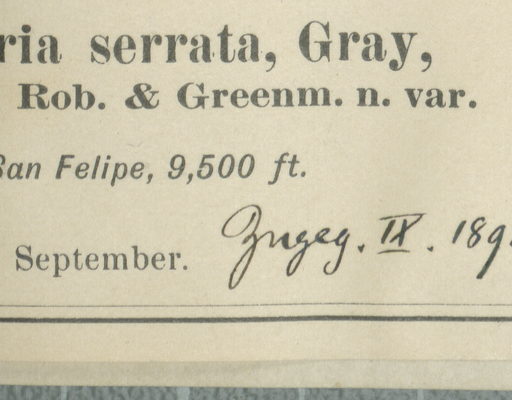 ria serrata, Gray,
Rob. & Greenm. n. var.
San Felipe, 9,500 ft.
September. Zugeg. IX. 189